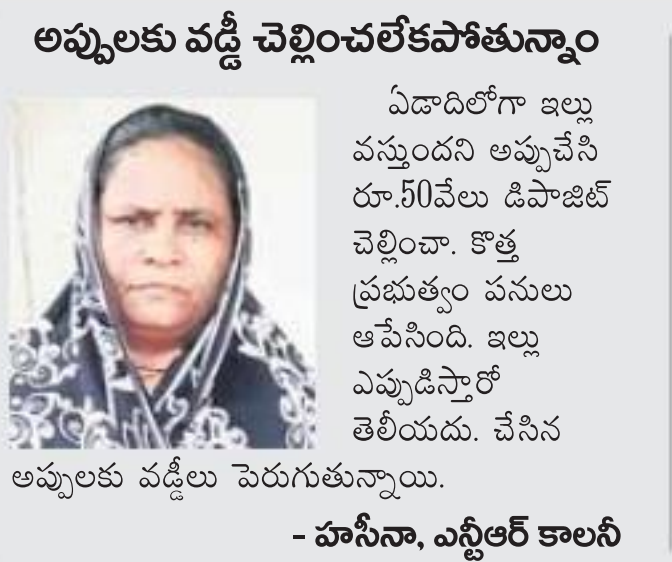 అప్పులకు వడ్డీ చెల్లించలేకపోతున్నాం
ఏడాదిలోగా ఇల్లు
వస్తుందని అప్పుచేసి
రూ.50వేలు డిపాజిట్
చెల్లించా. కొత్త
ప్రభుత్వం పనులు
ఆపేసింది. ఇల్లు
ఎప్పుడిస్తారో
తెలీయదు. చేసిన
అప్పులకు వడ్డీలు పెరుగుతున్నాయి.
- హసీనా, ఎన్టీఆర్ కాలనీ